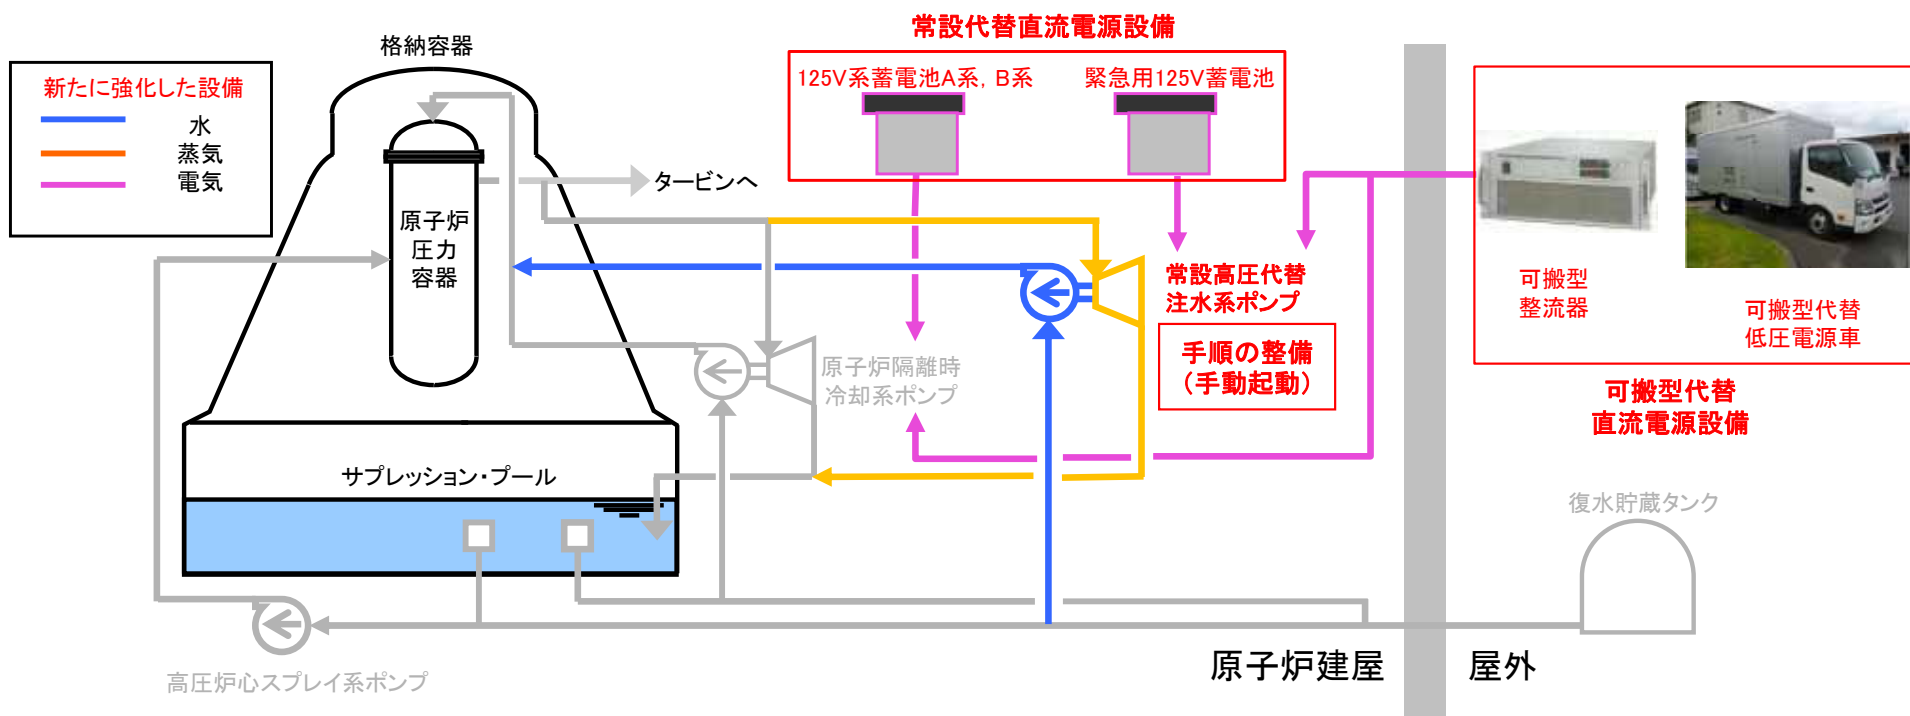 常設代替直流電源設備
格納容器
新たに強化した設備
水
蒸気
電気
125V系蓄電池A系, B系
緊急用125V蓄電池
タービンへ
原子炉
圧力
容器
常設高圧代替
注水系ポンプ
手順の整備
（手動起動）
原子炉隔離時
冷却系ポンプ
可搬型
整流器
可搬型代替
低圧電源車
可搬型代替
直流電源設備
サプレッション・プール
復水貯蔵タンク
高圧炉心スプレイ系ポンプ
原子炉建屋
屋外